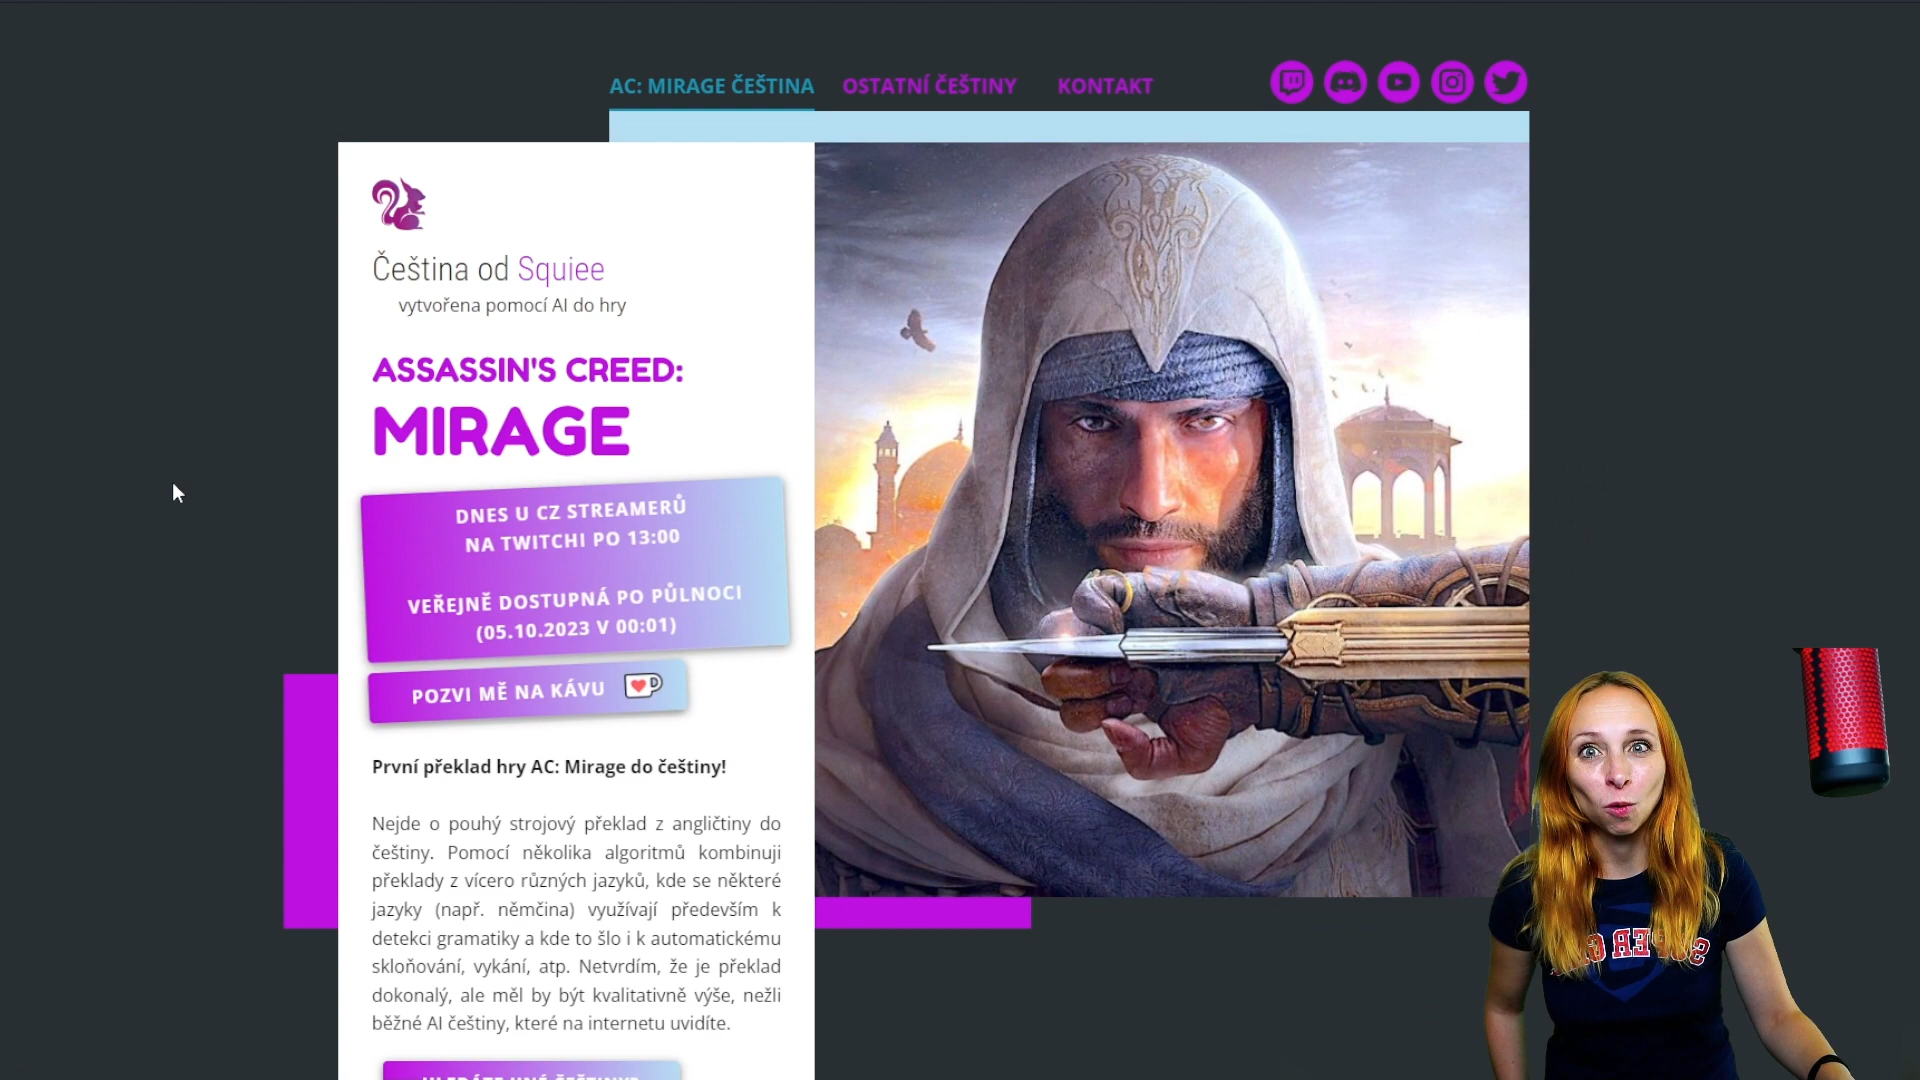 AC: MIRAGE ČEŠTINA
OSTATNÍ ČEŠTINY
KONTAKT
Čeština od Squiee
vytvořena pomocí AI do hry
ASSASSIN'S CREED:
MIRAGE
DNES U CZ STREAMERŮ
NA TWITCHI PO 13:00
VEŘEJNĚ DOSTUPNÁ PO PŮLNOCI
(05.10.2023 V 00:01)
POZVI MĚ NA KÁVU
První překlad hry AC: Mirage do češtiny!
Nejde o pouhý strojový překlad z angličtiny do
češtiny. Pomocí několika algoritmů kombinuji
překlady z vícero různých jazyků, kde se některé
jazyky (např. němčina) využívají především k
detekci gramatiky a kde to šlo i k automatickému
skloňování, vykání, atp. Netvrdím, že je překlad
dokonalý, ale měl by být kvalitativně výše, nežli
běžné AI češtiny, které na internetu uvidíte.